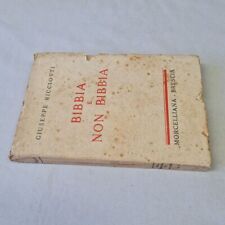 GIUSEPPE RICCIOTTI
BIBBIA
E
NON BIBBIA
MORCELLIANA - BRESCIA